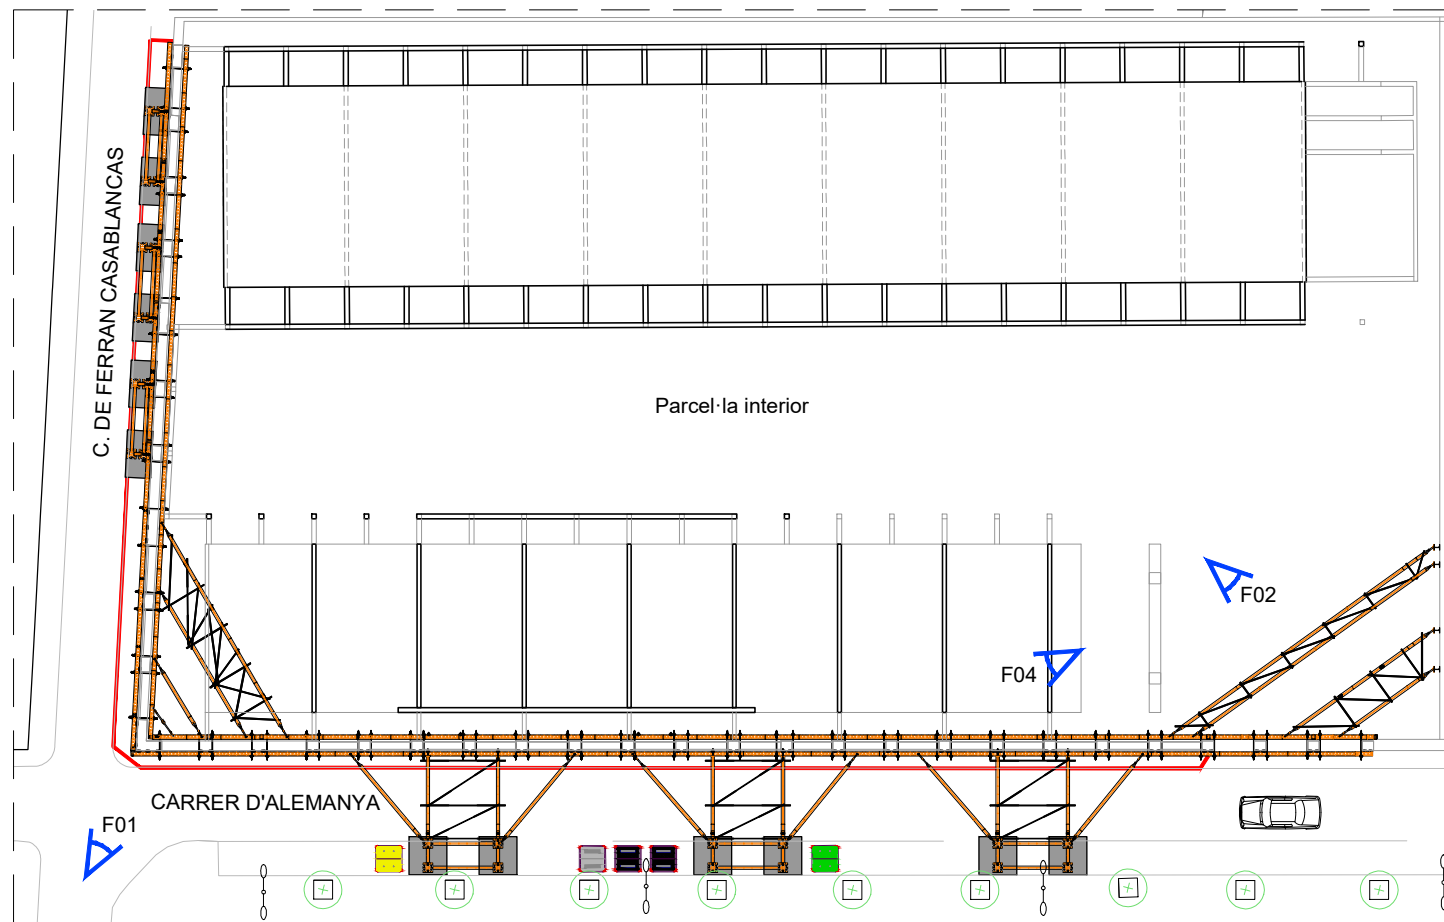 C. DE FERRAN CASABLANCAS
Parcel·la interior
F02
F04
CARRER D'ALEMANYA
F01